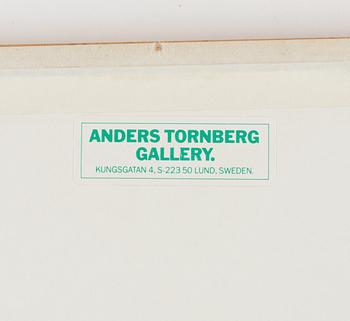 ANDERS TORNBERG
GALLERY.
KUNGSGATAN 4, S-223 50 LUND, SWEDEN.